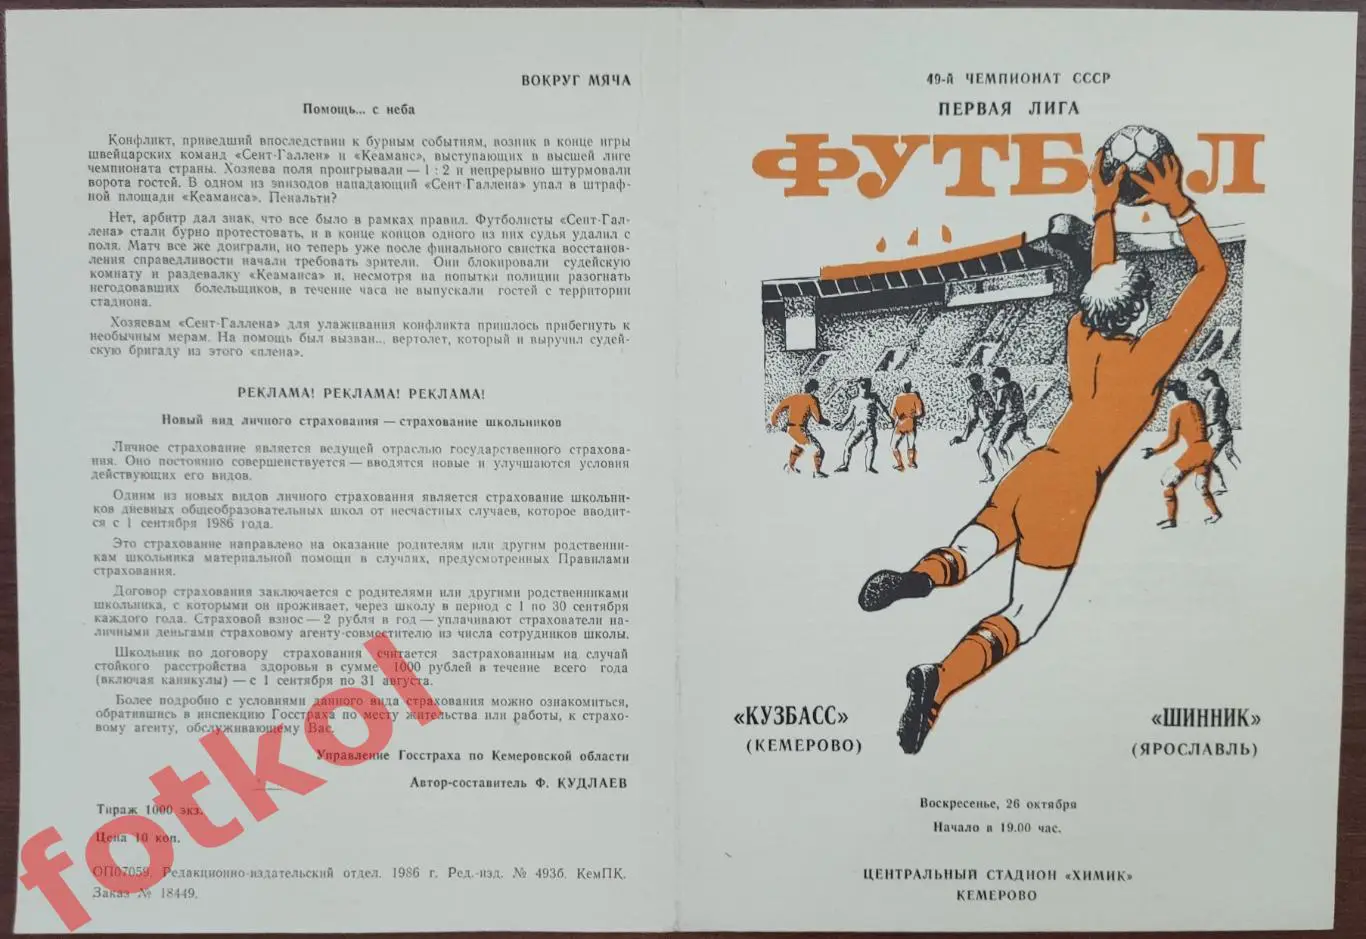 ВОКРУГ МЯЧА
Помощь... с неба
Конфликт, приведший впоследствии к бурным событиям, возник в конце игры
швейцарских команд «Сент-Галлен» и «Кеаманс», выступающих в высшей лиге
чемпионата страны. Хозяева поля проигрывали — 1 : 2 и непрерывно штурмовали
ворота гостей. В одном из эпизодов нападающий «Сент-Галлена» упал в штраф-
ной площади «Кеаманса». Пенальти?
Нет, арбитр дал знак, что все было в рамках правил. Футболисты «Сент-Гал-
лена» стали бурно протестовать, и в конце концов одного из них судья удалил с
поля. Матч все же доиграли, но теперь уже после финального свистка восстанов-
ления справедливости начали требовать зрители. Они блокировали судейскую
комнату и раздевалку «Кеаманса» и, несмотря на попытки полиции разогнать
негодовавших болельщиков, в течение часа не выпускали гостей с территории
стадиона.
Хозяевам «Сент-Галлена» для улаживания конфликта пришлось прибегнуть к
необычным мерам. На помощь был вызван... вертолет, который и выручил судей-
скую бригаду из этого «плена».
РЕКЛАМА! РЕКЛАМА! РЕКЛАМА!
Новый вид личного страхования — страхование школьников
Личное страхование является ведущей отраслью государственного страхова-
ния. Оно постоянно совершенствуется — вводятся новые и улучшаются условия
действующих его видов.
Одним из новых видов личного страхования является страхование школьни-
ков дневных общеобразовательных школ от несчастных случаев, которое вводит-
ся с 1 сентября 1986 года.
Это страхование направлено на оказание родителям или другим родственни-
кам школьника материальной помощи в случаях, предусмотренных Правилами
страхования.
Договор страхования заключается с родителями или другими родственниками
школьника, с которыми он проживает, через школу в период с 1 по 30 сентября
каждого года. Страховой взнос — 2 рубля в год — уплачивают страхователи на-
личными деньгами страховому агенту-совместителю из числа сотрудников школы.
Школьник по договору страхования считается застрахованным на случай
стойкого расстройства здоровья в сумме 1000 рублей в течение всего года
(включая каникулы) — с 1 сентября по 31 августа.
Более подробно с условиями данного вида страхования можно ознакомиться,
обратившись в инспекцию Госстраха по месту жительства или работы, к страхо-
вому агенту, обслуживающему Вас.
Управление Госстраха по Кемеровской области
Автор-составитель Ф. КУДЛАЕВ
Тираж 1000 экз.
Цена 10 коп.
ОП07059. Редакционно-издательский отдел. 1986 г. Ред.-изд. № 493б. КемПК.
Заказ № 18449.
fotkol
49-й ЧЕМПИОНАТ СССР
ПЕРВАЯ ЛИГА
ФУТБОЛ
«КУЗБАСС»
(КЕМЕРОВО)
«ШИННИК»
(ЯРОСЛАВЛЬ)
Воскресенье, 26 октября
Начало в 19.00 час.
ЦЕНТРАЛЬНЫЙ СТАДИОН «ХИМИК»
КЕМЕРОВО